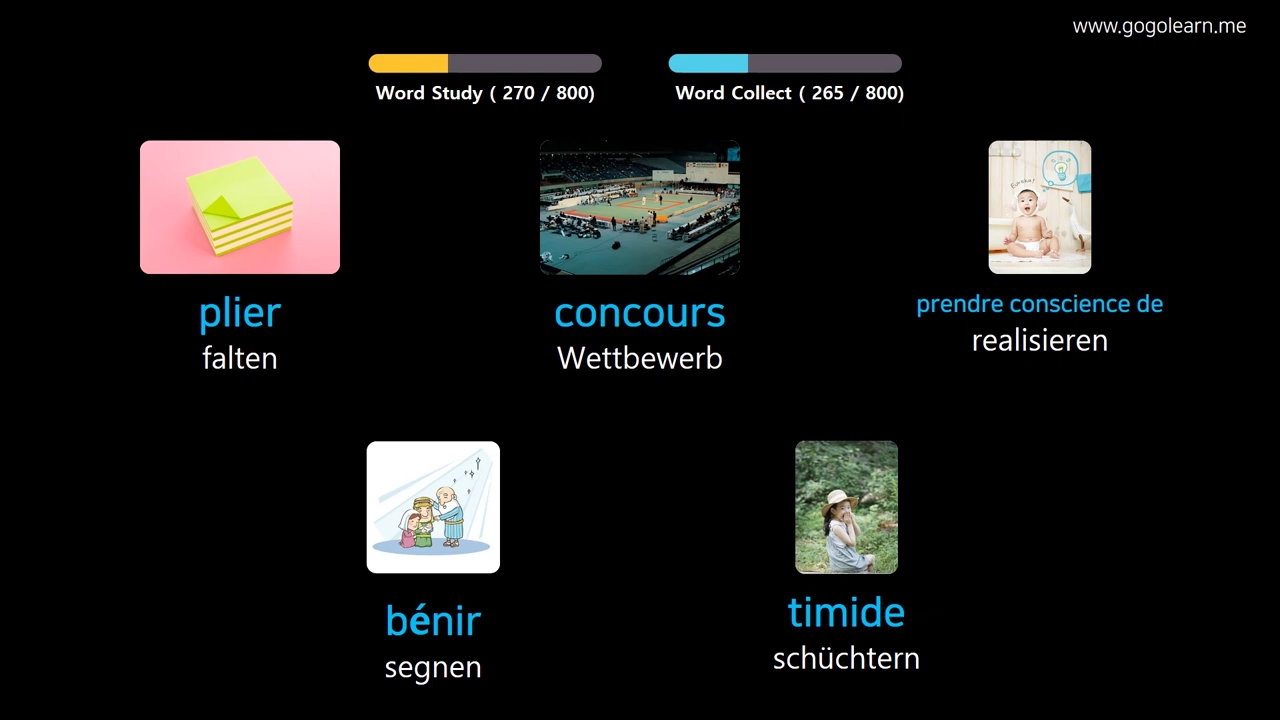 www.gogolearn.me
Word Study ( 270 / 800)
Word Collect ( 265 / 800)
plier
falten
concours
Wettbewerb
Eureka!
prendre conscience de
realisieren
bénir
segnen
timide
schüchtern